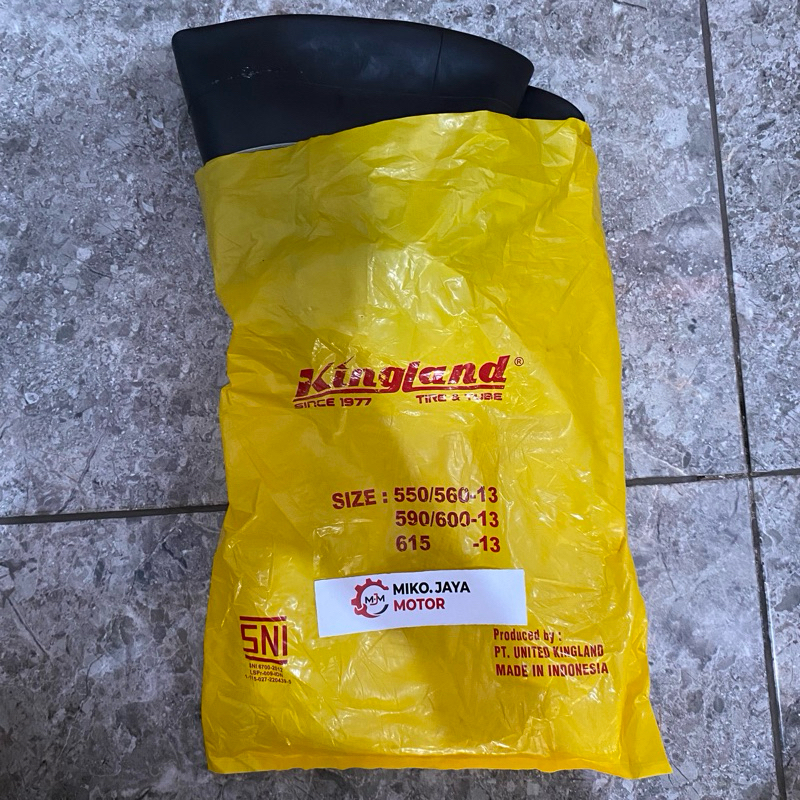 Kingland®
SINCE 1977 TIRE & TUBE
SIZE : 550/560-13
590/600-13
615 -13
MJM
MIKO.JAYA
MOTOR
SNI
Produced by :
PT. UNITED KINGLAND
MADE IN INDONESIA